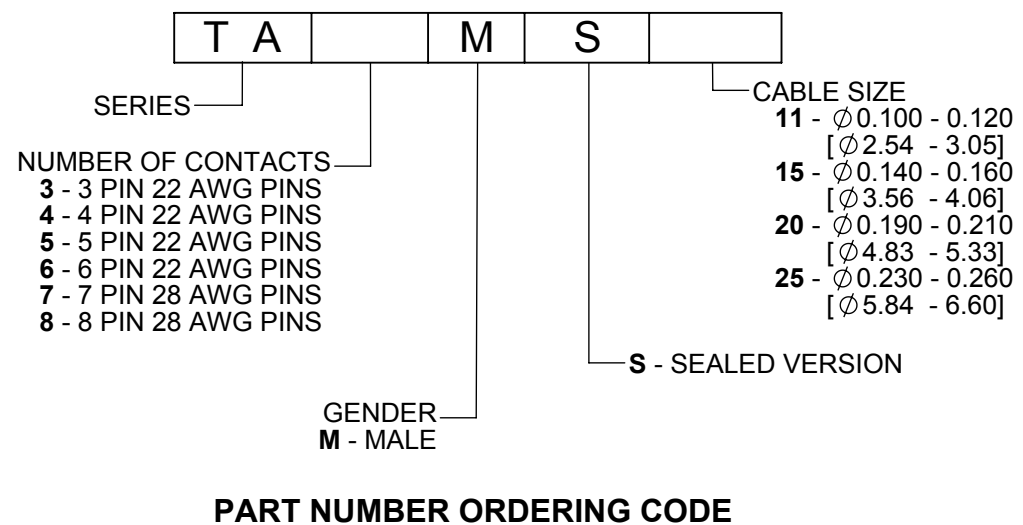 T A M S
SERIES
NUMBER OF CONTACTS
3 - 3 PIN 22 AWG PINS
4 - 4 PIN 22 AWG PINS
5 - 5 PIN 22 AWG PINS
6 - 6 PIN 22 AWG PINS
7 - 7 PIN 28 AWG PINS
8 - 8 PIN 28 AWG PINS
CABLE SIZE
11 - ∅0.100 - 0.120
[∅2.54 - 3.05]
15 - ∅0.140 - 0.160
[∅3.56 - 4.06]
20 - ∅0.190 - 0.210
[∅4.83 - 5.33]
25 - ∅0.230 - 0.260
[∅5.84 - 6.60]
S - SEALED VERSION
GENDER
M - MALE
PART NUMBER ORDERING CODE